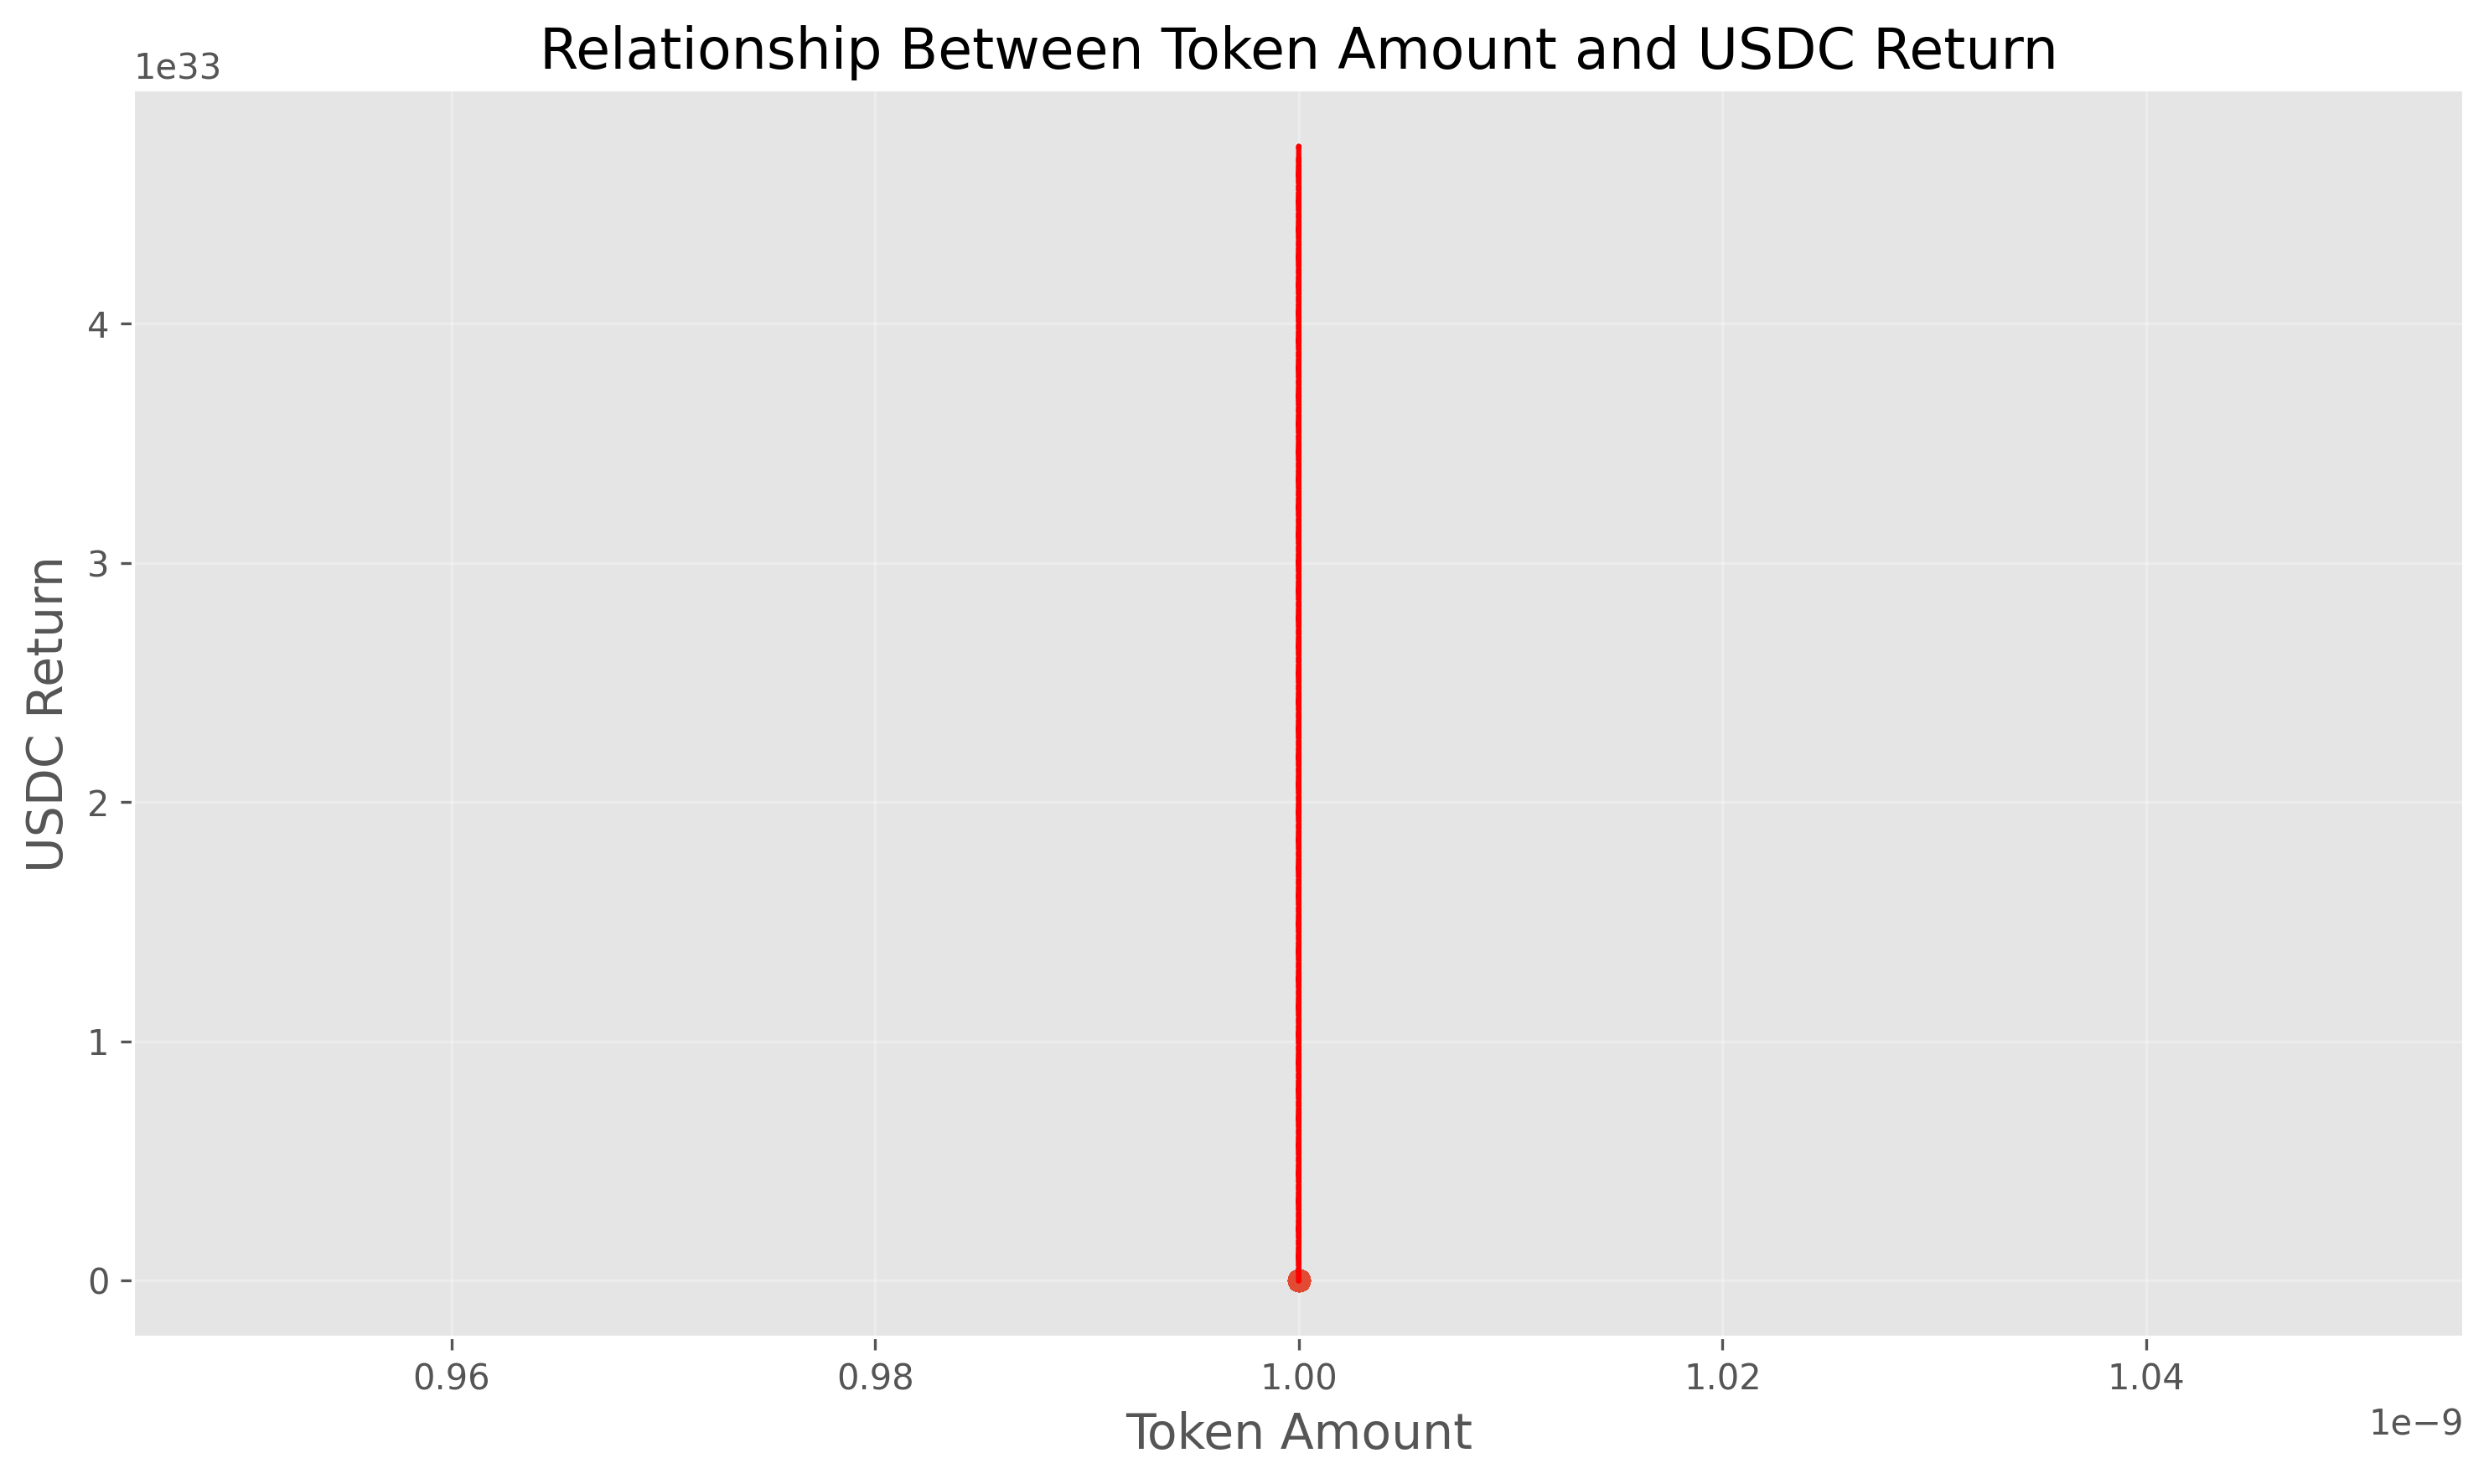 Relationship Between Token Amount and USDC Return
1e33
4
3
2
1
0
USDC Return
0.96 0.98 1.00 1.02 1.04
1e−9
Token Amount